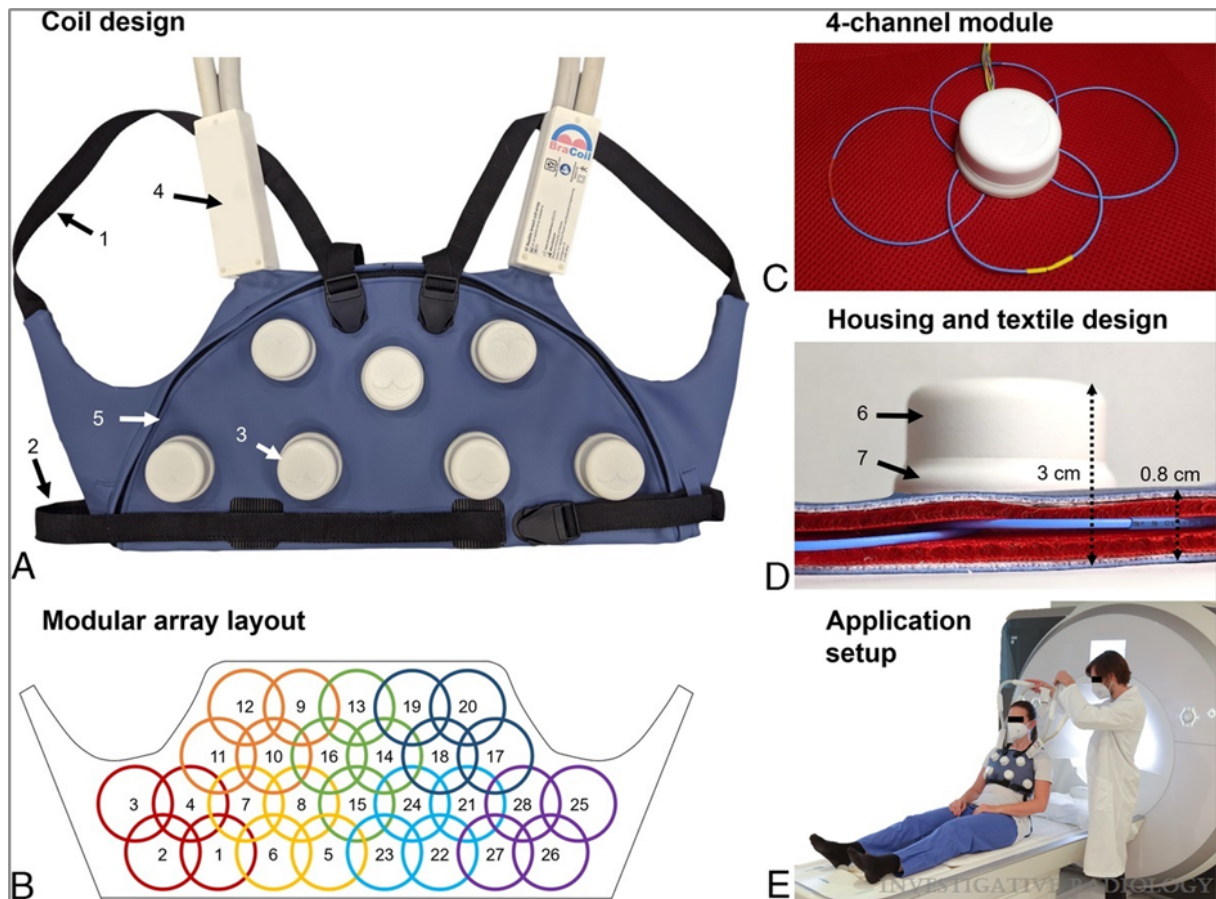 Coil design
4-channel module
BraCoil
1
4
5
3
2
A
C
Housing and textile design
6
7
3 cm
0.8 cm
D
Modular array layout
12 9 13 19 20
11 10 16 14 18 17
3 4 7 8 15 24 21 28 25
2 1 6 5 23 22 27 26
B
Application
setup
E
INVESTIGATIVE RADIOLOGY